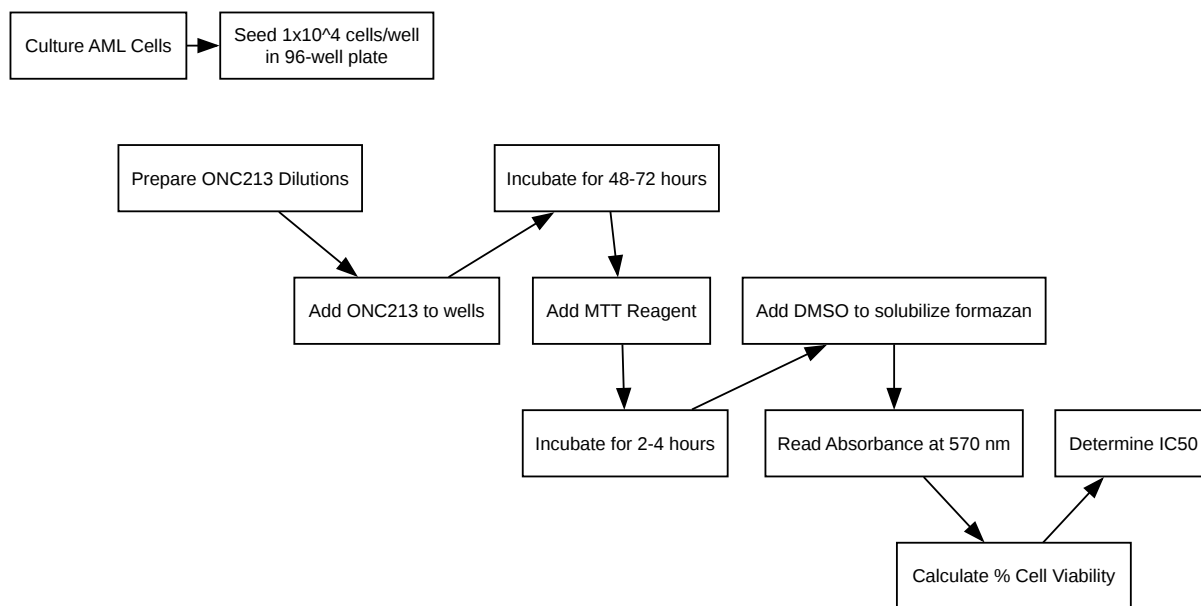 Culture AML Cells
Seed 1x10^4 cells/well
in 96-well plate
Prepare ONC213 Dilutions
Incubate for 48-72 hours
Add ONC213 to wells
Add MTT Reagent
Add DMSO to solubilize formazan
Incubate for 2-4 hours
Read Absorbance at 570 nm
Determine IC50
Calculate % Cell Viability